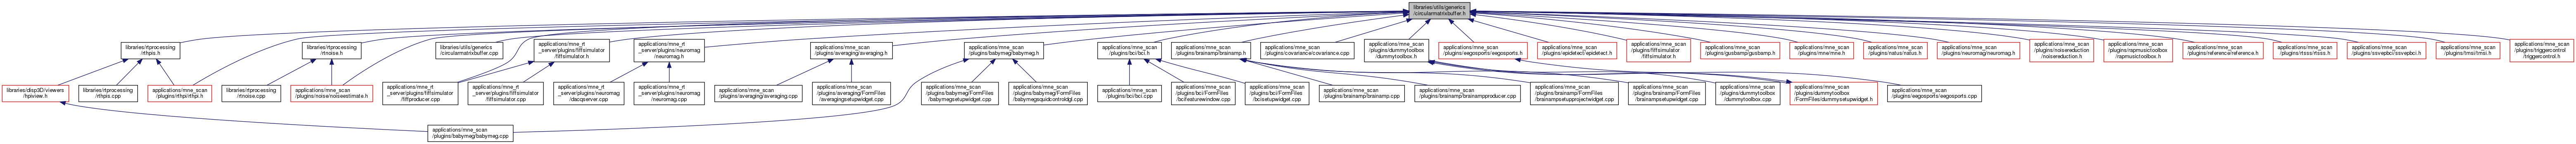 libraries/utils/generics
/circularmatrixbuffer.h
libraries/rtprocessing
/rthpis.h
libraries/rtprocessing
/rtnoise.h
libraries/utils/generics
/circularmatrixbuffer.cpp
applications/mne_rt
_server/plugins/fiffsimulator
/fiffsimulator.h
applications/mne_rt
_server/plugins/neuromag
/neuromag.h
applications/mne_scan
/plugins/averaging/averaging.h
applications/mne_scan
/plugins/babymeg/babymeg.h
applications/mne_scan
/plugins/bci/bci.h
applications/mne_scan
/plugins/brainamp/brainamp.h
applications/mne_scan
/plugins/covariance/covariance.cpp
applications/mne_scan
/plugins/dummytoolbox
/dummytoolbox.h
applications/mne_scan
/plugins/eegosports/eegosports.h
applications/mne_scan
/plugins/epidetect/epidetect.h
applications/mne_scan
/plugins/fiffsimulator
/fiffsimulator.h
applications/mne_scan
/plugins/gusbamp/gusbamp.h
applications/mne_scan
/plugins/mne/mne.h
applications/mne_scan
/plugins/natus/natus.h
applications/mne_scan
/plugins/neuromag/neuromag.h
applications/mne_scan
/plugins/noisereduction
/noisereduction.h
applications/mne_scan
/plugins/rapmusictoolbox
/rapmusictoolbox.h
applications/mne_scan
/plugins/reference/reference.h
applications/mne_scan
/plugins/rtsss/rtsss.h
applications/mne_scan
/plugins/ssvepbci/ssvepbci.h
applications/mne_scan
/plugins/tmsi/tmsi.h
applications/mne_scan
/plugins/triggercontrol
/triggercontrol.h
libraries/disp3D/viewers
/hpiview.h
libraries/rtprocessing
/rthpis.cpp
applications/mne_scan
/plugins/rthpi/rthpi.h
libraries/rtprocessing
/rtnoise.cpp
applications/mne_scan
/plugins/noise/noiseestimate.h
applications/mne_rt
_server/plugins/fiffsimulator
/fiffproducer.cpp
applications/mne_rt
_server/plugins/fiffsimulator
/fiffsimulator.cpp
applications/mne_rt
_server/plugins/neuromag
/dacqserver.cpp
applications/mne_rt
_server/plugins/neuromag
/neuromag.cpp
applications/mne_scan
/plugins/averaging/averaging.cpp
applications/mne_scan
/plugins/averaging/FormFiles
/averagingsetupwidget.cpp
applications/mne_scan
/plugins/babymeg/FormFiles
/babymegsetupwidget.cpp
applications/mne_scan
/plugins/babymeg/FormFiles
/babymegsquidcontroldgl.cpp
applications/mne_scan
/plugins/bci/bci.cpp
applications/mne_scan
/plugins/bci/FormFiles
/bcifeaturewindow.cpp
applications/mne_scan
/plugins/bci/FormFiles
/bcisetupwidget.cpp
applications/mne_scan
/plugins/brainamp/brainamp.cpp
applications/mne_scan
/plugins/brainamp/brainampproducer.cpp
applications/mne_scan
/plugins/brainamp/FormFiles
/brainampsetupprojectwidget.cpp
applications/mne_scan
/plugins/brainamp/FormFiles
/brainampsetupwidget.cpp
applications/mne_scan
/plugins/dummytoolbox
/dummytoolbox.cpp
applications/mne_scan
/plugins/dummytoolbox
/FormFiles/dummysetupwidget.h
applications/mne_scan
/plugins/eegosports/eegosports.cpp
applications/mne_scan
/plugins/babymeg/babymeg.cpp